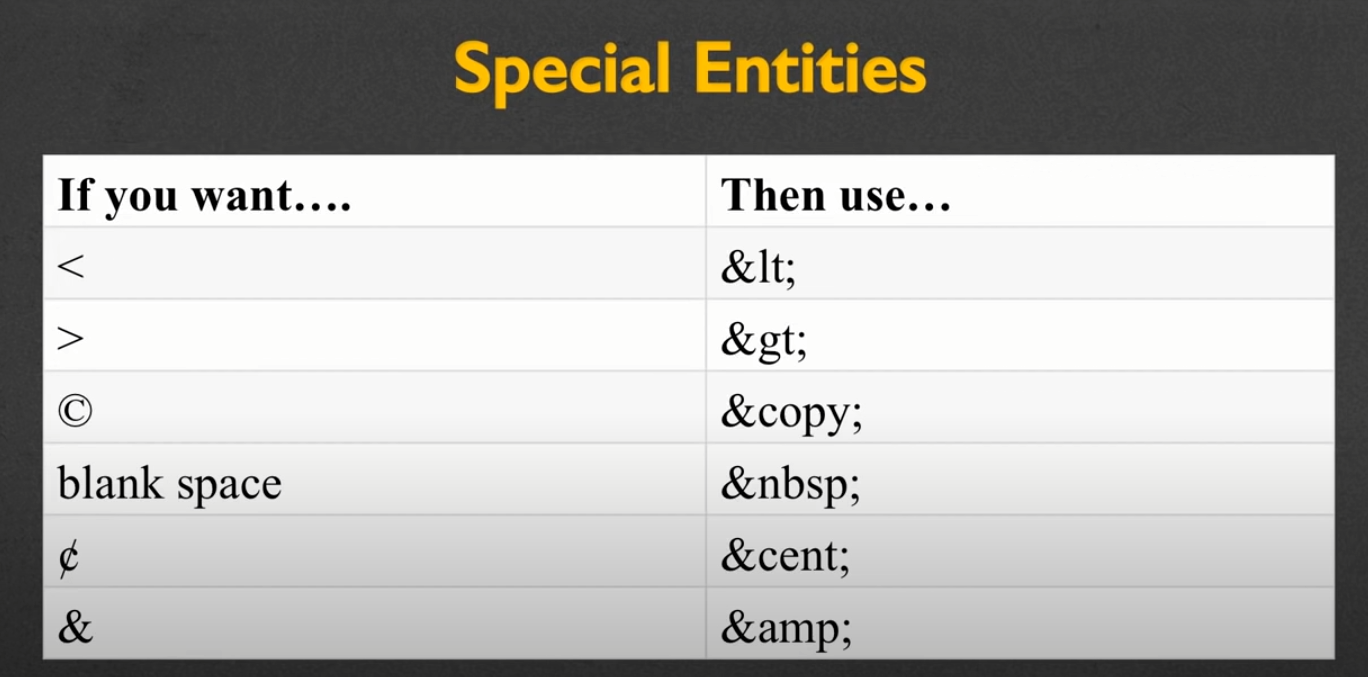 Special Entities
If you want.... Then use...
< &lt;
> &gt;
© &copy;
blank space &nbsp;
¢ &cent;
& &amp;